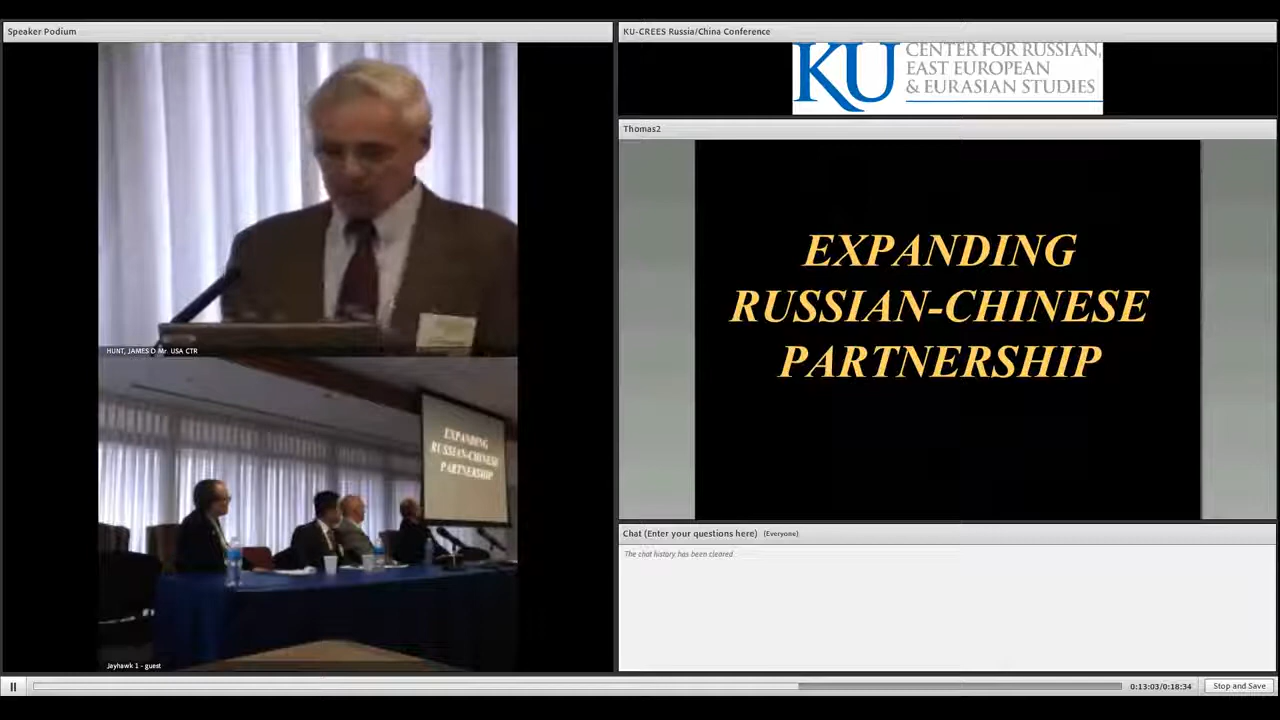 Speaker Podium
HUNT, JAMES D Mr. USA CTR
EXPANDING
RUSSIAN-CHINESE
PARTNERSHIP
Jayhawk 1 - guest
KU-CREES Russia/China Conference
KU
CENTER FOR RUSSIAN,
EAST EUROPEAN
& EURASIAN STUDIES
Thomas2
EXPANDING
RUSSIAN-CHINESE
PARTNERSHIP
Chat (Enter your questions here) (Everyone)
The chat history has been cleared
0:13:03/0:18:34
Stop and Save